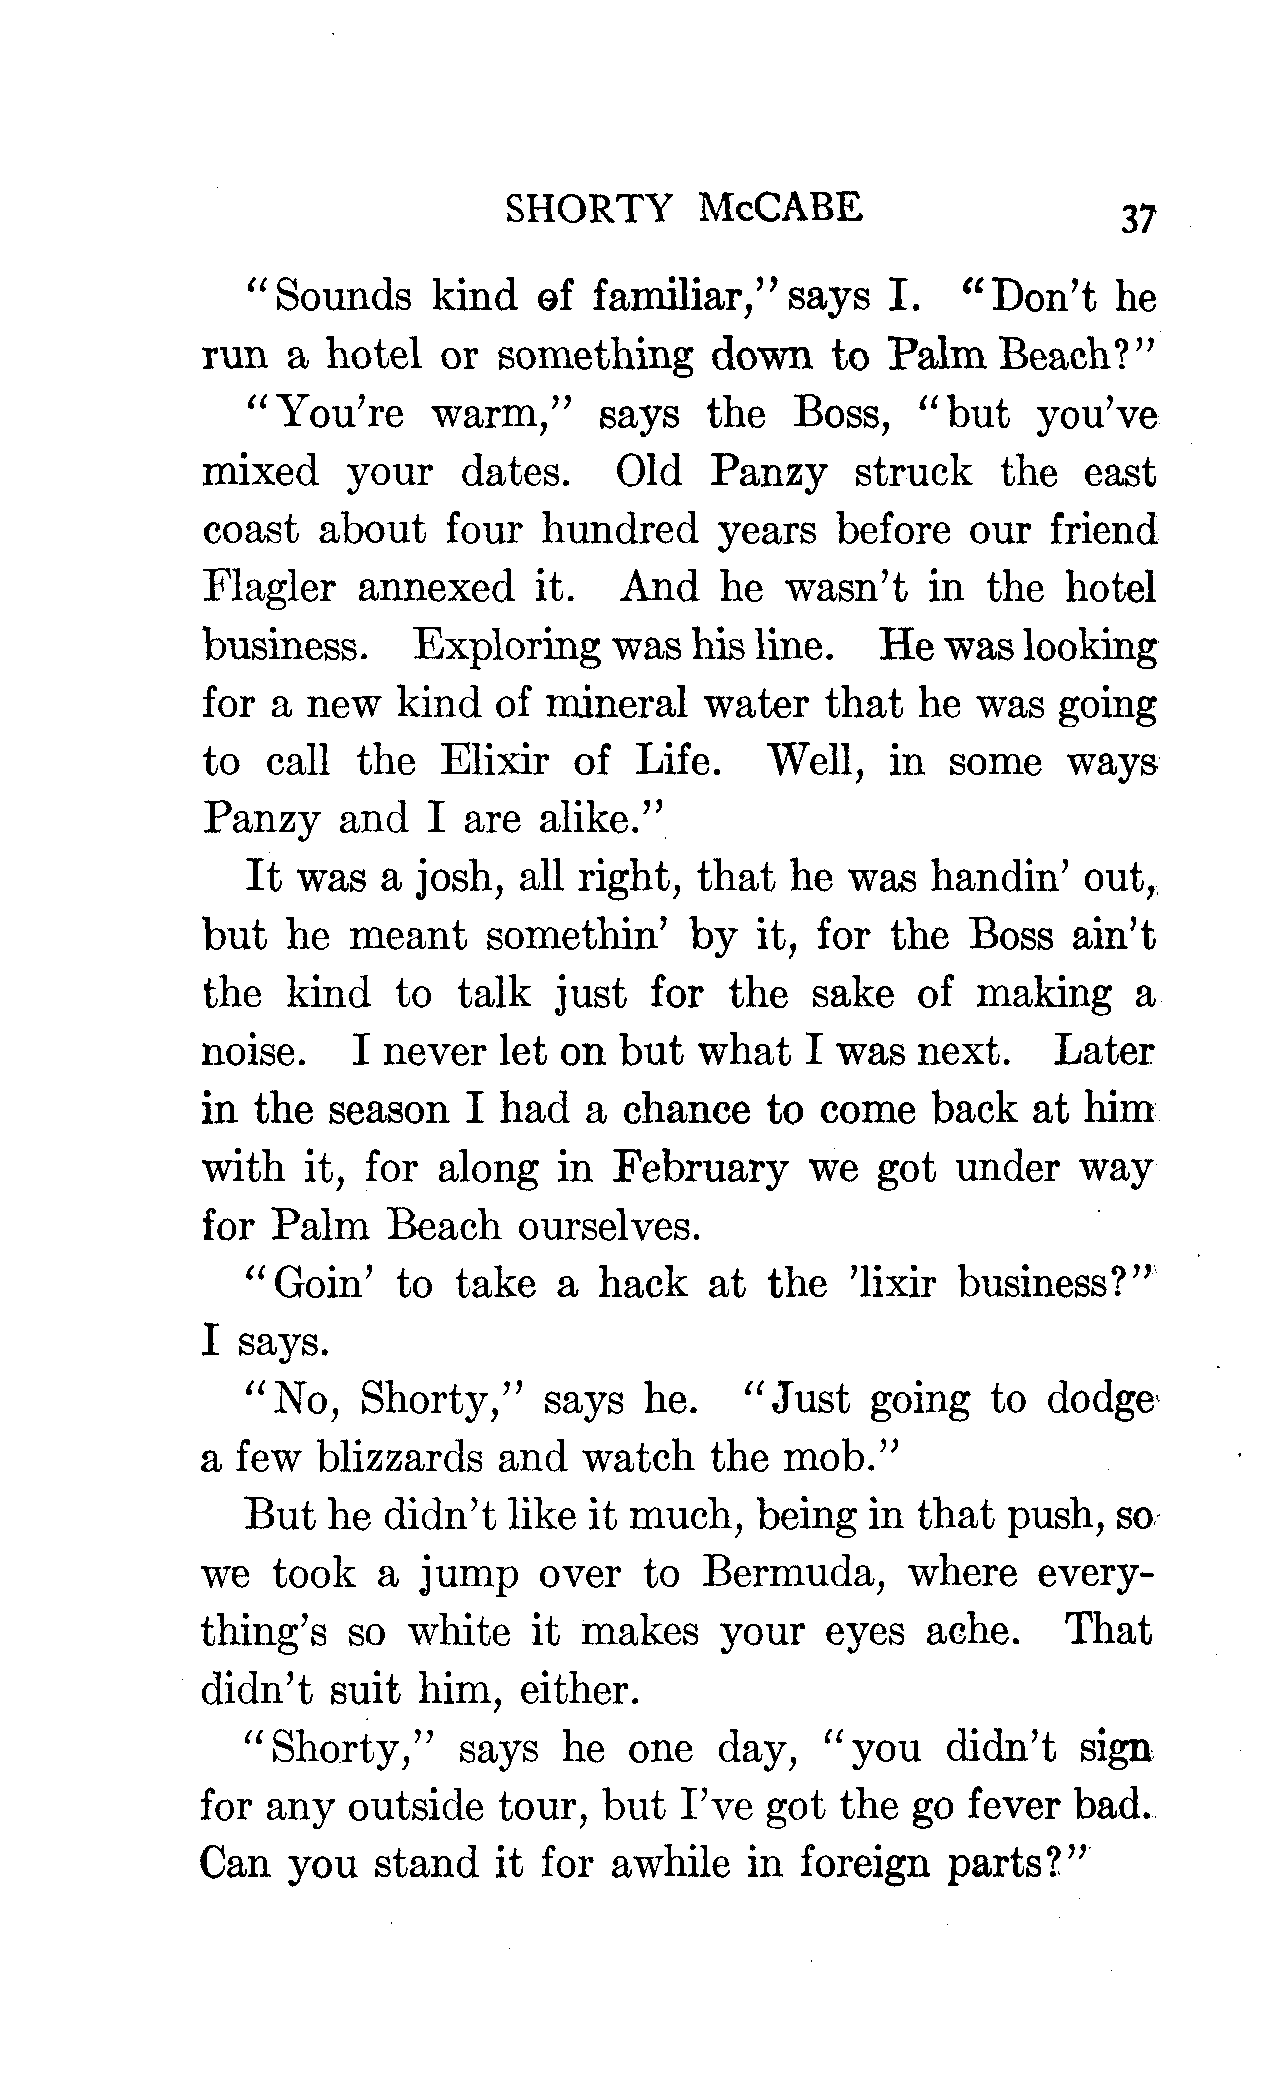 SHORTY McCABE 37
"Sounds kind of familiar," says I. "Don't he
run a hotel or something down to Palm Beach?"
"You're warm," says the Boss, "but you've
mixed your dates. Old Panzy struck the east
coast about four hundred years before our friend
Flagler annexed it. And he wasn't in the hotel
business. Exploring was his line. He was looking
for a new kind of mineral water that he was going
to call the Elixir of Life. Well, in some ways
Panzy and I are alike."
It was a josh, all right, that he was handin' out,
but he meant somethin' by it, for the Boss ain't
the kind to talk just for the sake of making a
noise. I never let on but what I was next. Later
in the season I had a chance to come back at him
with it, for along in February we got under way
for Palm Beach ourselves.
"Goin' to take a hack at the 'lixir business?"
I says.
"No, Shorty," says he. "Just going to dodge
a few blizzards and watch the mob."
But he didn't like it much, being in that push, so
we took a jump over to Bermuda, where every-
thing's so white it makes your eyes ache. That
didn't suit him, either.
"Shorty," says he one day, "you didn't sign
for any outside tour, but I've got the go fever bad.
Can you stand it for awhile in foreign parts?"